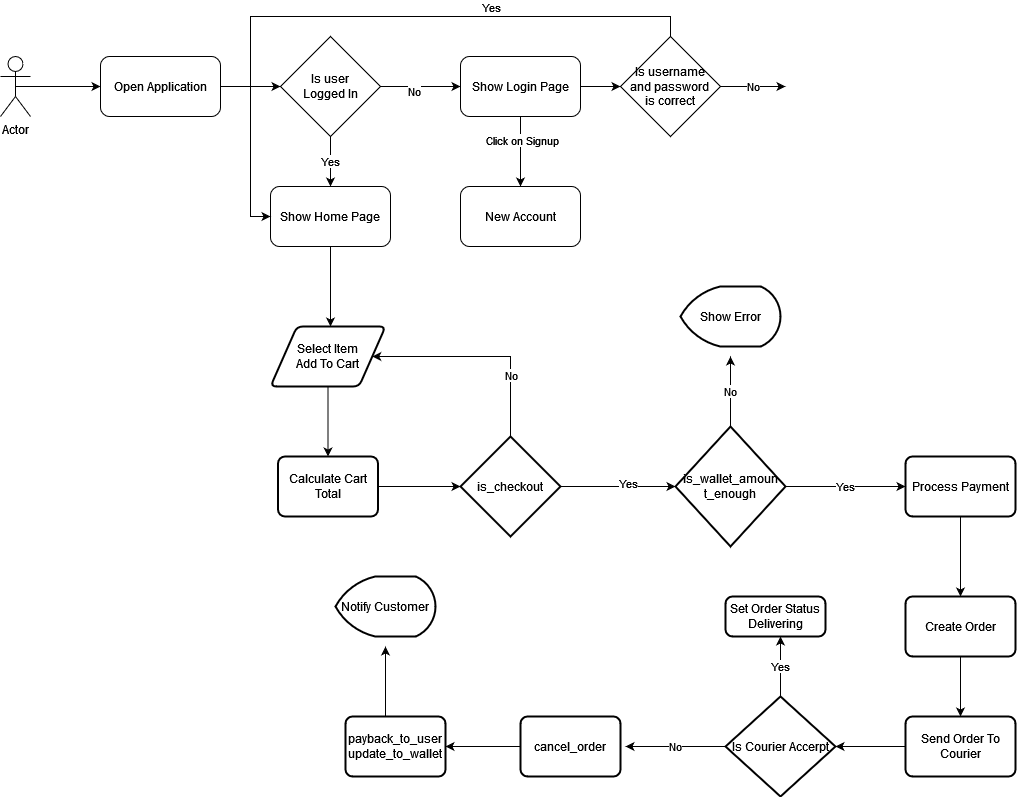 Yes
Actor
Open Application
Is user
Logged In
No
Show Login Page
Is username
and password
is correct
No
Click on Signup
Yes
Show Home Page
New Account
Show Error
Select Item
Add To Cart
No
No
Calculate Cart
Total
is_checkout
Yes
is_wallet_amoun
t_enough
Yes
Process Payment
Notify Customer
Set Order Status
Delivering
Create Order
Yes
payback_to_user
update_to_wallet
cancel_order
No
Is Courier Accerpt
Send Order To
Courier